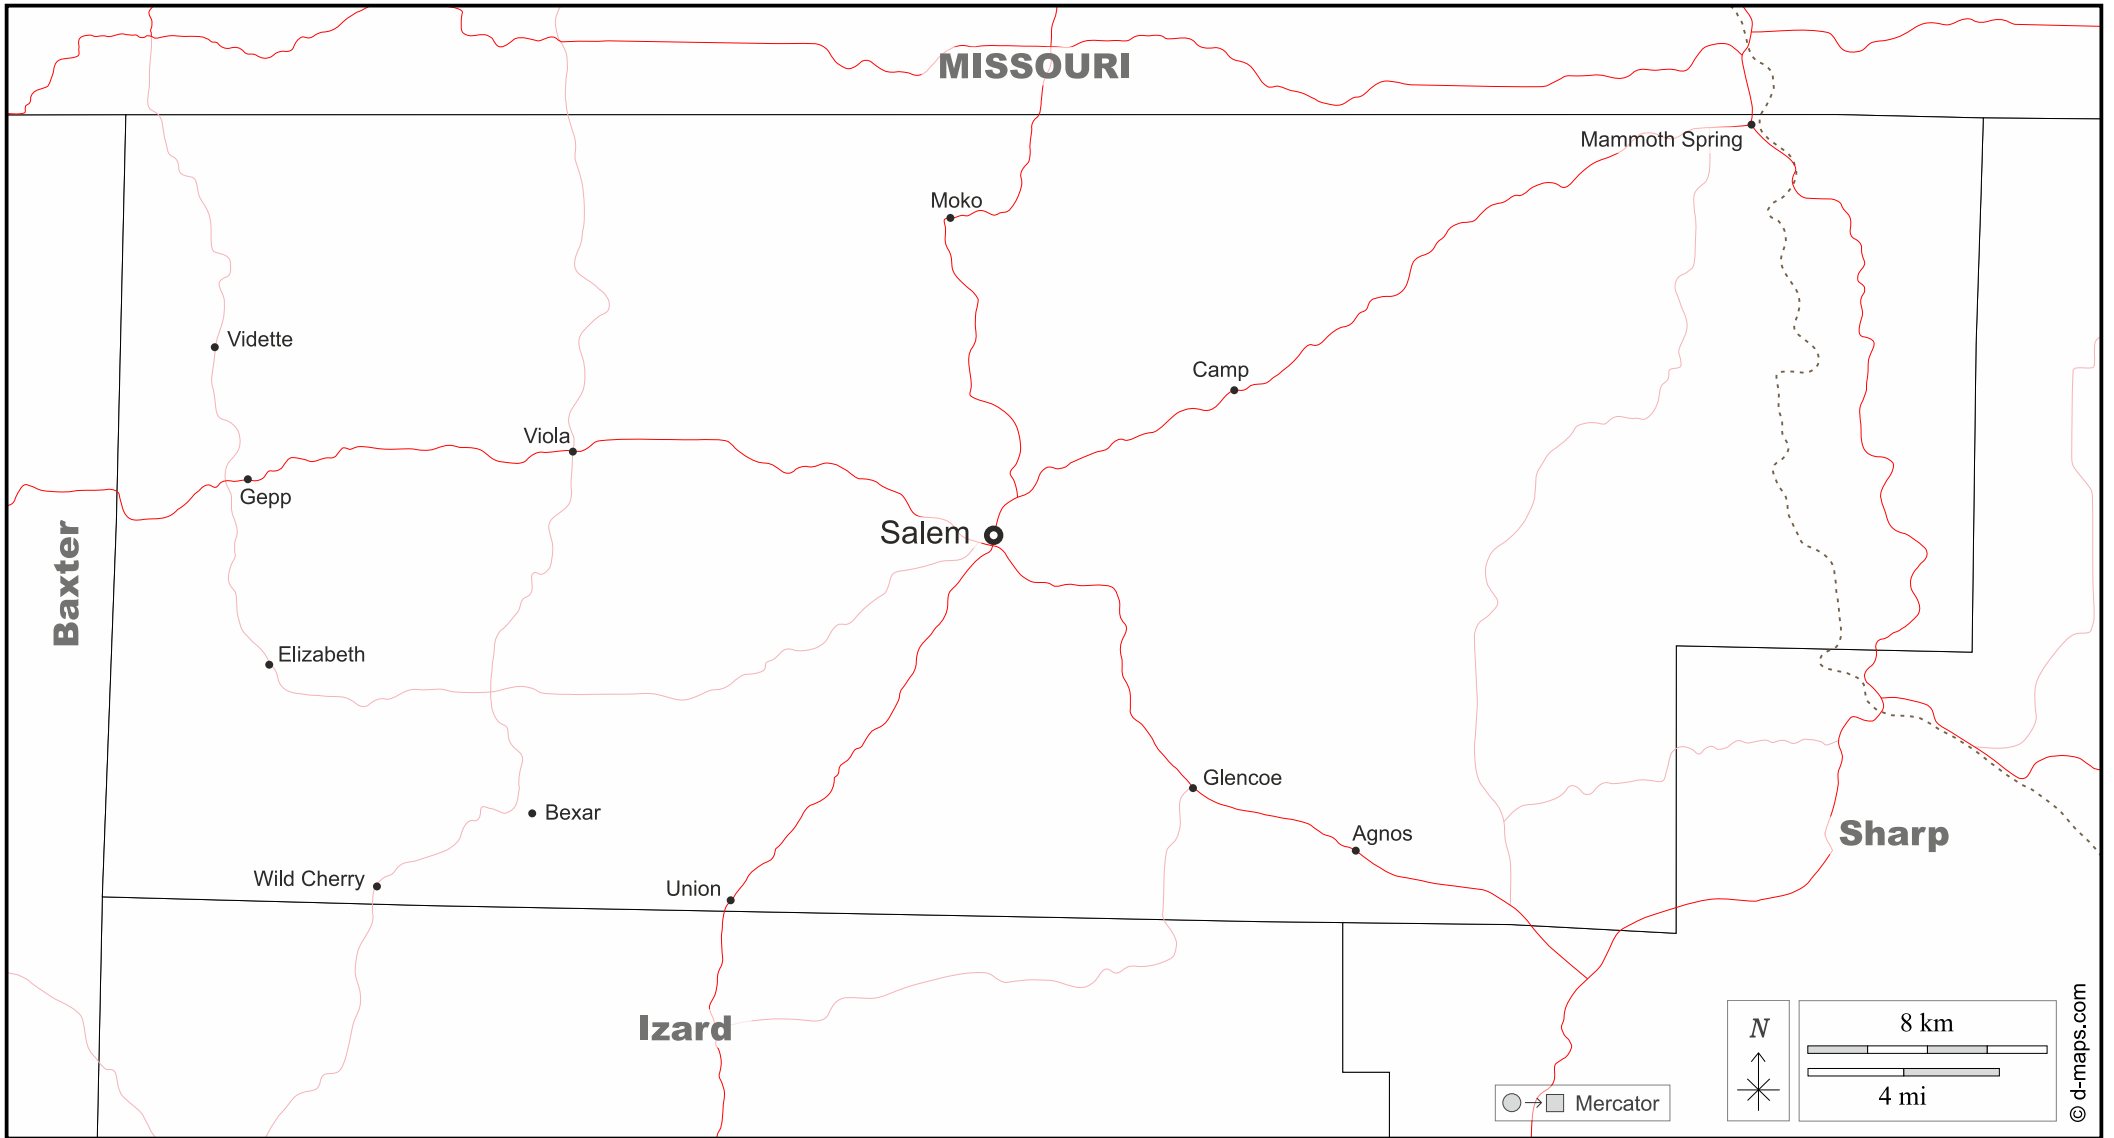 MISSOURI
Mammoth Spring
Moko
Vidette
Camp
Viola
Gepp
Salem
Baxter
Elizabeth
Glencoe
Bexar
Agnos
Sharp
Wild Cherry
Union
Izard
N
8 km
4 mi
Mercator
© d-maps.com